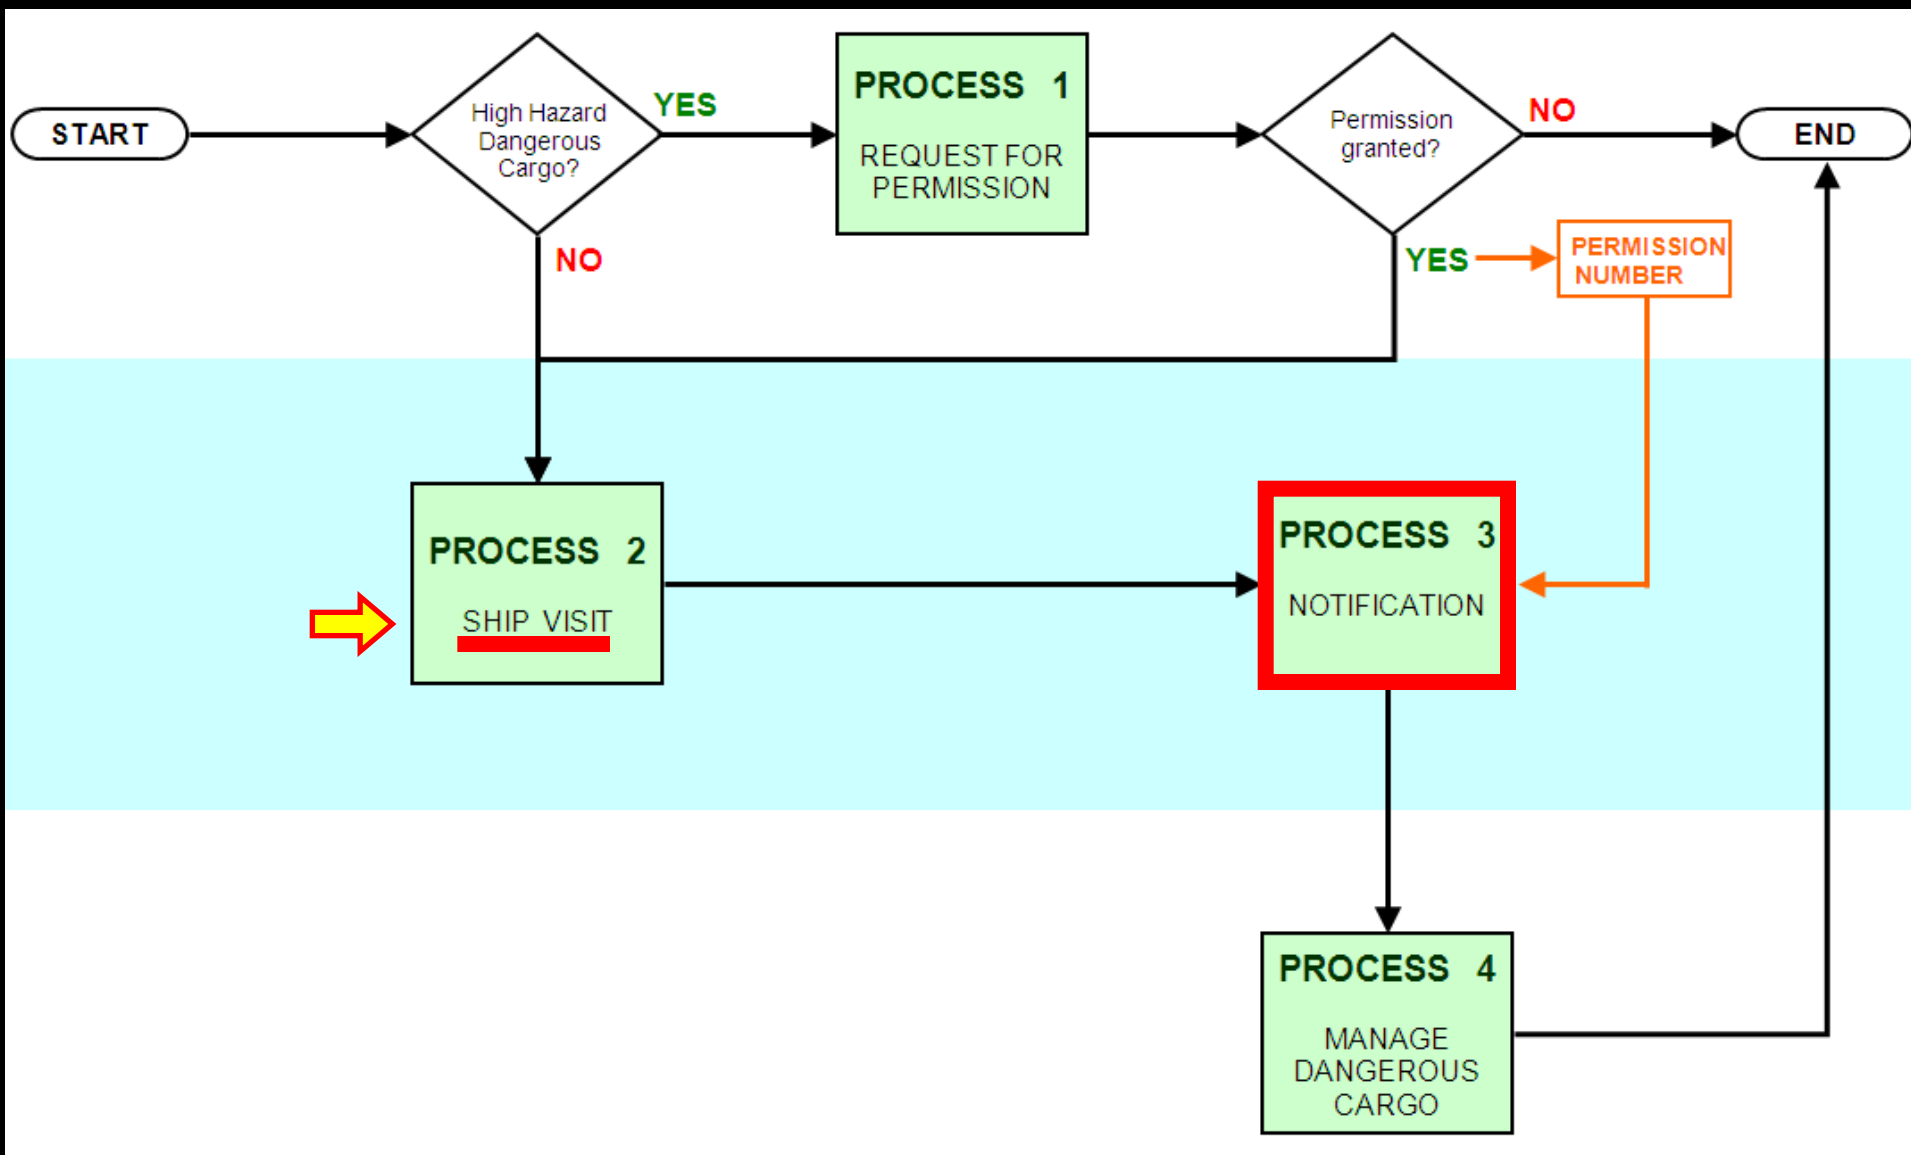 START
High Hazard
Dangerous
Cargo?
YES
NO
PROCESS 1
REQUEST FOR
PERMISSION
Permission
granted?
NO
YES
END
PERMISSION
NUMBER
PROCESS 2
SHIP VISIT
PROCESS 3
NOTIFICATION
PROCESS 4
MANAGE
DANGEROUS
CARGO